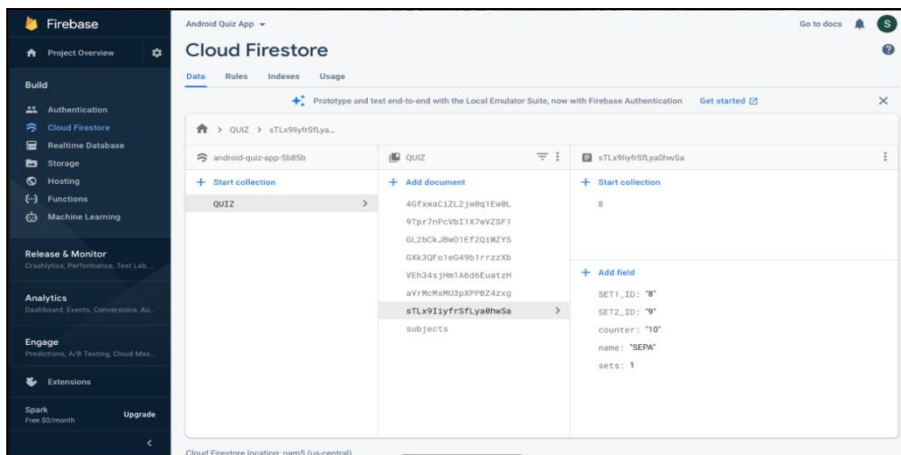 Firebase
Project Overview
Build
Authentication
Cloud Firestore
Realtime Database
Storage
Hosting
Functions
Machine Learning
Release & Monitor
Crashlytics, Performance, Test Lab, ...
Analytics
Dashboard, Events, Conversions, Au...
Engage
Predictions, A/B Testing, Cloud Mes...
Extensions
Spark
Free $0/month
Upgrade
Android Quiz App
Go to docs
S
Cloud Firestore
Data Rules Indexes Usage
Prototype and test end-to-end with the Local Emulator Suite, now with Firebase Authentication Get started
> QUIZ > sTLx9IiyfrSfLya...
android-quiz-app-5b85b
+ Start collection
QUIZ
QUIZ
+ Add document
4GfxwaCiZL2jw0q1Ew0L
9Tpr7nPcVbI1X7wVZSF1
GL2bCkJBwO1Ef2QiWZYS
GXk3QFo1eG49b1rrzzXb
VEh34sjHm1A6d6EuatzH
aVrMcMsMU3pXPPBZ4zxg
sTLx9IiyfrSfLya0hwSa
subjects
sTLx9IiyfrSfLya0hwSa
+ Start collection
8
+ Add field
SET1_ID: "8"
SET2_ID: "9"
counter: "10"
name: "SEPA"
sets: 1
Cloud Firestore location: nam5 (us-central)